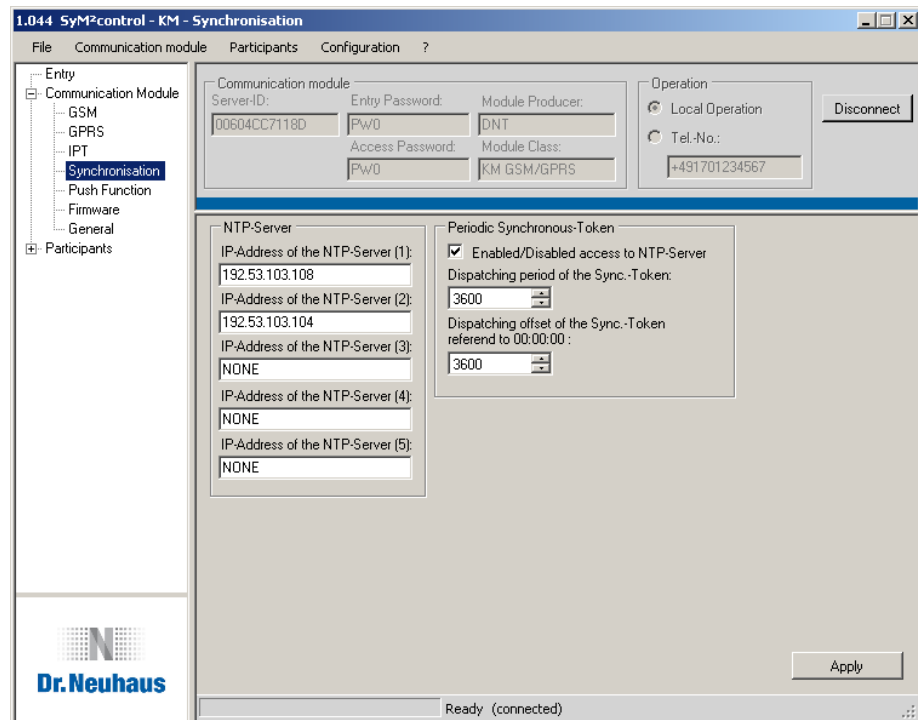 1.044 SyM²control - KM - Synchronisation
File Communication module Participants Configuration ?
Entry
Communication Module
GSM
GPRS
IPT
Synchronisation
Push Function
Firmware
General
Participants
Communication module
Server-ID: Entry Password: Module Producer:
00604CC7118D PW0 DNT
Access Password: Module Class:
PW0 KM GSM/GPRS
Operation
Local Operation
Tel.-No.:
+491701234567
Disconnect
NTP-Server
IP-Address of the NTP-Server (1):
192.53.103.108
IP-Address of the NTP-Server (2):
192.53.103.104
IP-Address of the NTP-Server (3):
NONE
IP-Address of the NTP-Server (4):
NONE
IP-Address of the NTP-Server (5):
NONE
Periodic Synchronous-Token
Enabled/Disabled access to NTP-Server
Dispatching period of the Sync.-Token:
3600
Dispatching offset of the Sync.-Token
referend to 00:00:00 :
3600
Apply
N
Dr.Neuhaus
Ready (connected)